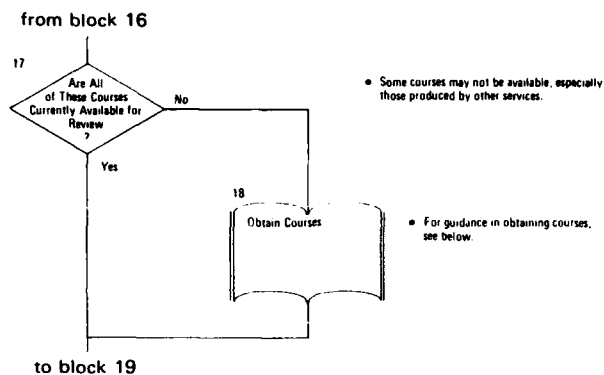 from block 16
17
Are All
of These Courses
Currently Available for
Review
?
No
Yes
• Some courses may not be available, especially
those produced by other services.
18
Obtain Courses
• For guidance in obtaining courses,
see below.
to block 19